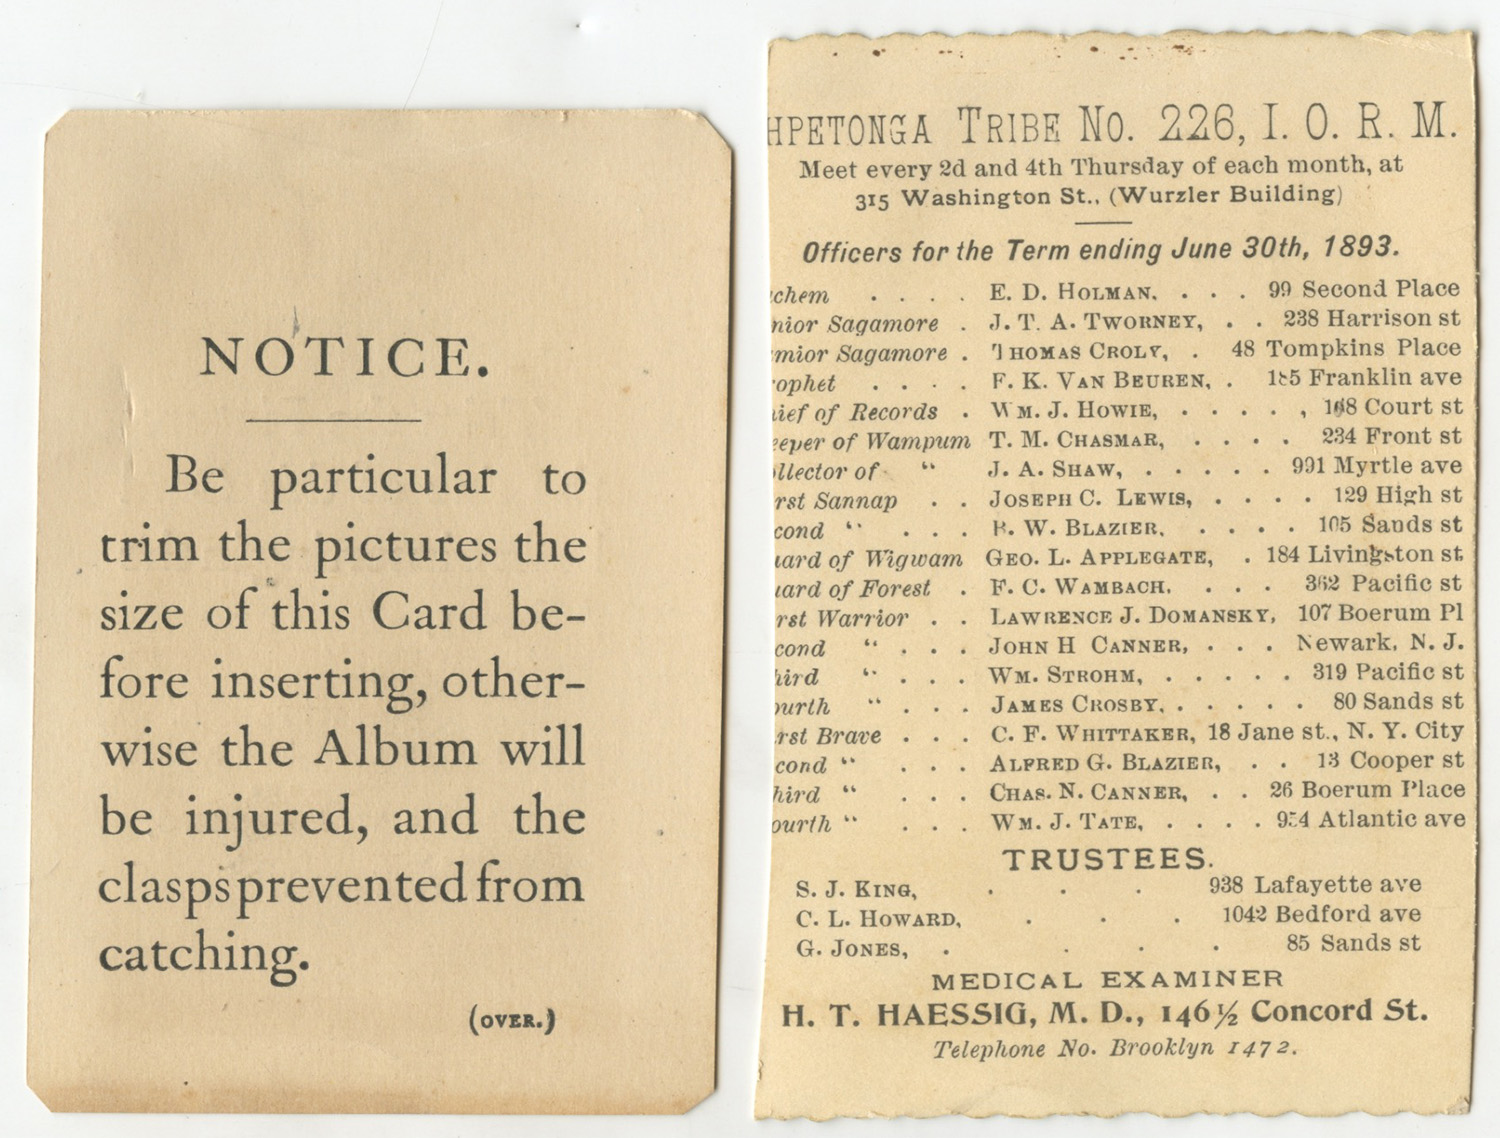 NOTICE.
Be particular to
trim the pictures the
size of this Card be-
fore inserting, other-
wise the Album will
be injured, and the
clasps prevented from
catching.
(OVER.)
HPETONGA TRIBE NO. 226, I. O. R. M.
Meet every 2d and 4th Thursday of each month, at
315 Washington St., (Wurzler Building)
Officers for the Term ending June 30th, 1893.
chem . . . . E. D. HOLMAN. . . . 99 Second Place
nior Sagamore . J. T. A. TWORNEY, . . 238 Harrison st
mior Sagamore . THOMAS CROLY, . 48 Tompkins Place
ophet . . . . F. K. VAN BEUREN, . Franklin ave
ief of Records . WM. J. HOWIE, . . . . , Court st
eeper of Wampum T. M. CHASMAR, . . . . 234 Front st
llector of “ J. A. SHAW, . . . . . 991 Myrtle ave
rst Sannap . . JOSEPH C. LEWIS, . . . . 129 High st
cond “ . . . W. BLAZIER, . . . . 105 Sands st
uard of Wigwam GEO. L. APPLEGATE, . 184 Livingston st
uard of Forest . F. C. WAMBACH. . . . 362 Pacific st
rst Warrior . . LAWRENCE J. DOMANSKY, 107 Boerum Pl
cond “ . . . JOHN H CANNER, . . . Newark, N. J.
hird “ . . . WM. STROHM, . . . . . 319 Pacific st
ourth “ . . . JAMES CROSBY, . . . . . 80 Sands st
rst Brave . . . C. F. WHITTAKER, 18 Jane st., N. Y. City
cond “ . . . ALFRED G. BLAZIER, . . 13 Cooper st
hird “ . . . CHAS. N. CANNER, . . 26 Boerum Place
ourth “ . . . WM. J. TATE, . . . . Atlantic ave
TRUSTEES.
S. J. KING, . . . 938 Lafayette ave
C. L. HOWARD, . . . 1042 Bedford ave
G. JONES, . . . . 85 Sands st
MEDICAL EXAMINER
H. T. HAESSIG, M. D., 146½ Concord St.
Telephone No. Brooklyn 1472.